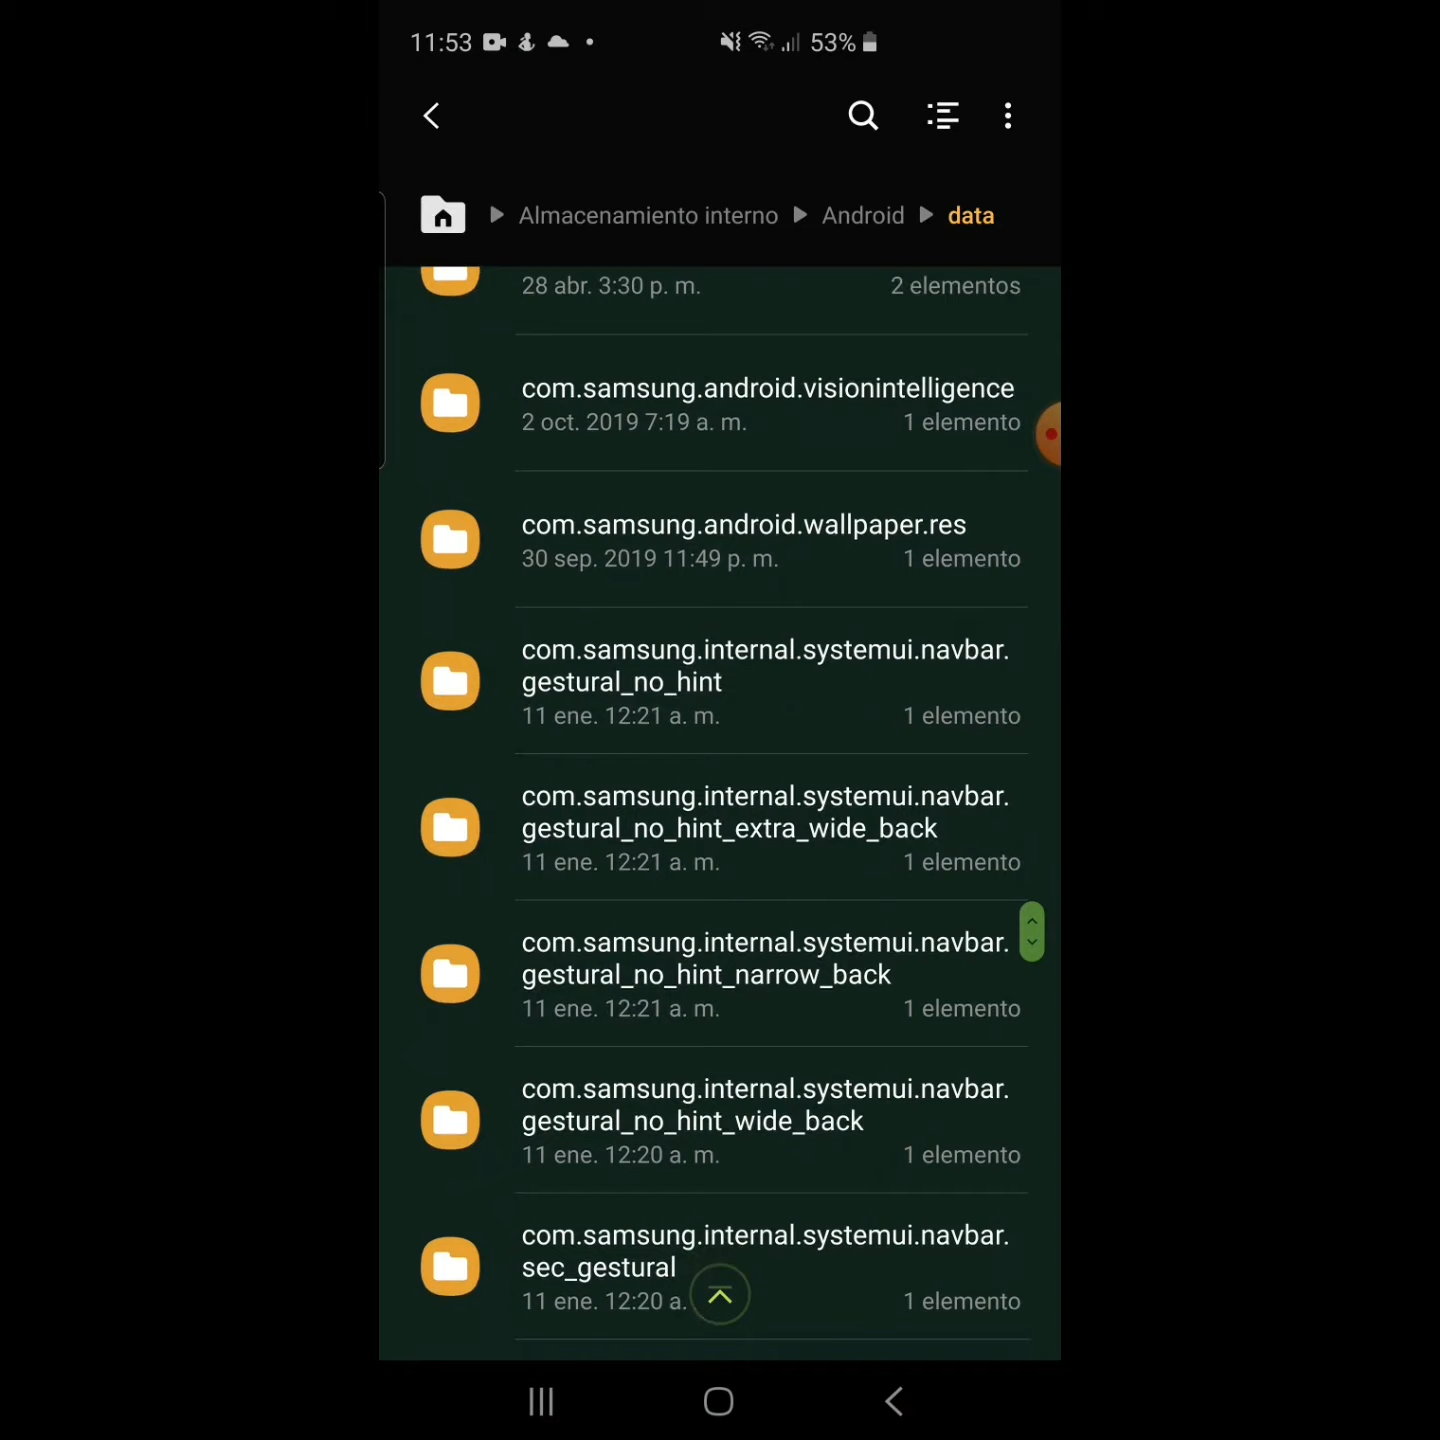 11:53
53%
Almacenamiento interno
Android
data
28 abr. 3:30 p. m.
2 elementos
com.samsung.android.visionintelligence
2 oct. 2019 7:19 a. m.
1 elemento
com.samsung.android.wallpaper.res
30 sep. 2019 11:49 p. m.
1 elemento
com.samsung.internal.systemui.navbar.
gestural_no_hint
11 ene. 12:21 a. m.
1 elemento
com.samsung.internal.systemui.navbar.
gestural_no_hint_extra_wide_back
11 ene. 12:21 a. m.
1 elemento
com.samsung.internal.systemui.navbar.
gestural_no_hint_narrow_back
11 ene. 12:21 a. m.
1 elemento
com.samsung.internal.systemui.navbar.
gestural_no_hint_wide_back
11 ene. 12:20 a. m.
1 elemento
com.samsung.internal.systemui.navbar.
sec_gestural
11 ene. 12:20 a.
1 elemento